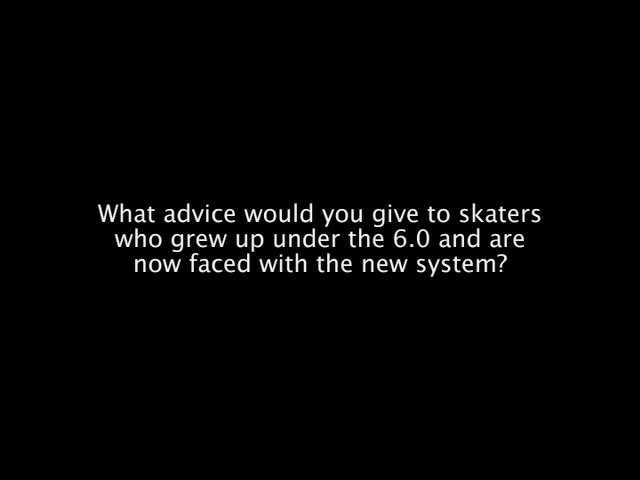 What advice would you give to skaters
who grew up under the 6.0 and are
now faced with the new system?